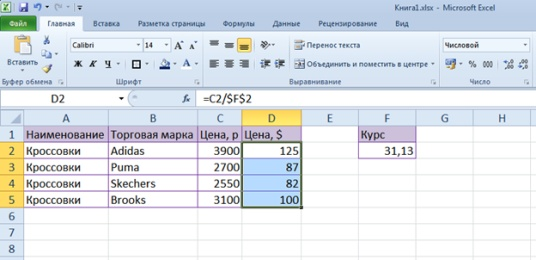 Книга1.xlsx - Microsoft Excel
Файл Главная Вставка Разметка страницы Формулы Данные Рецензирование Вид
Вставить Calibri 14 Перенос текста Числовой
Ж К Ч Объединить и поместить в центре % 000
Буфер обмена Шрифт Выравнивание Число
D2 fx =C2/$F$2
A B C D E F G H
1 Наименование Торговая марка Цена, р Цена, $ Курс
2 Кроссовки Adidas 3900 125 31,13
3 Кроссовки Puma 2700 87
4 Кроссовки Skechers 2550 82
5 Кроссовки Brooks 3100 100
6
7
8